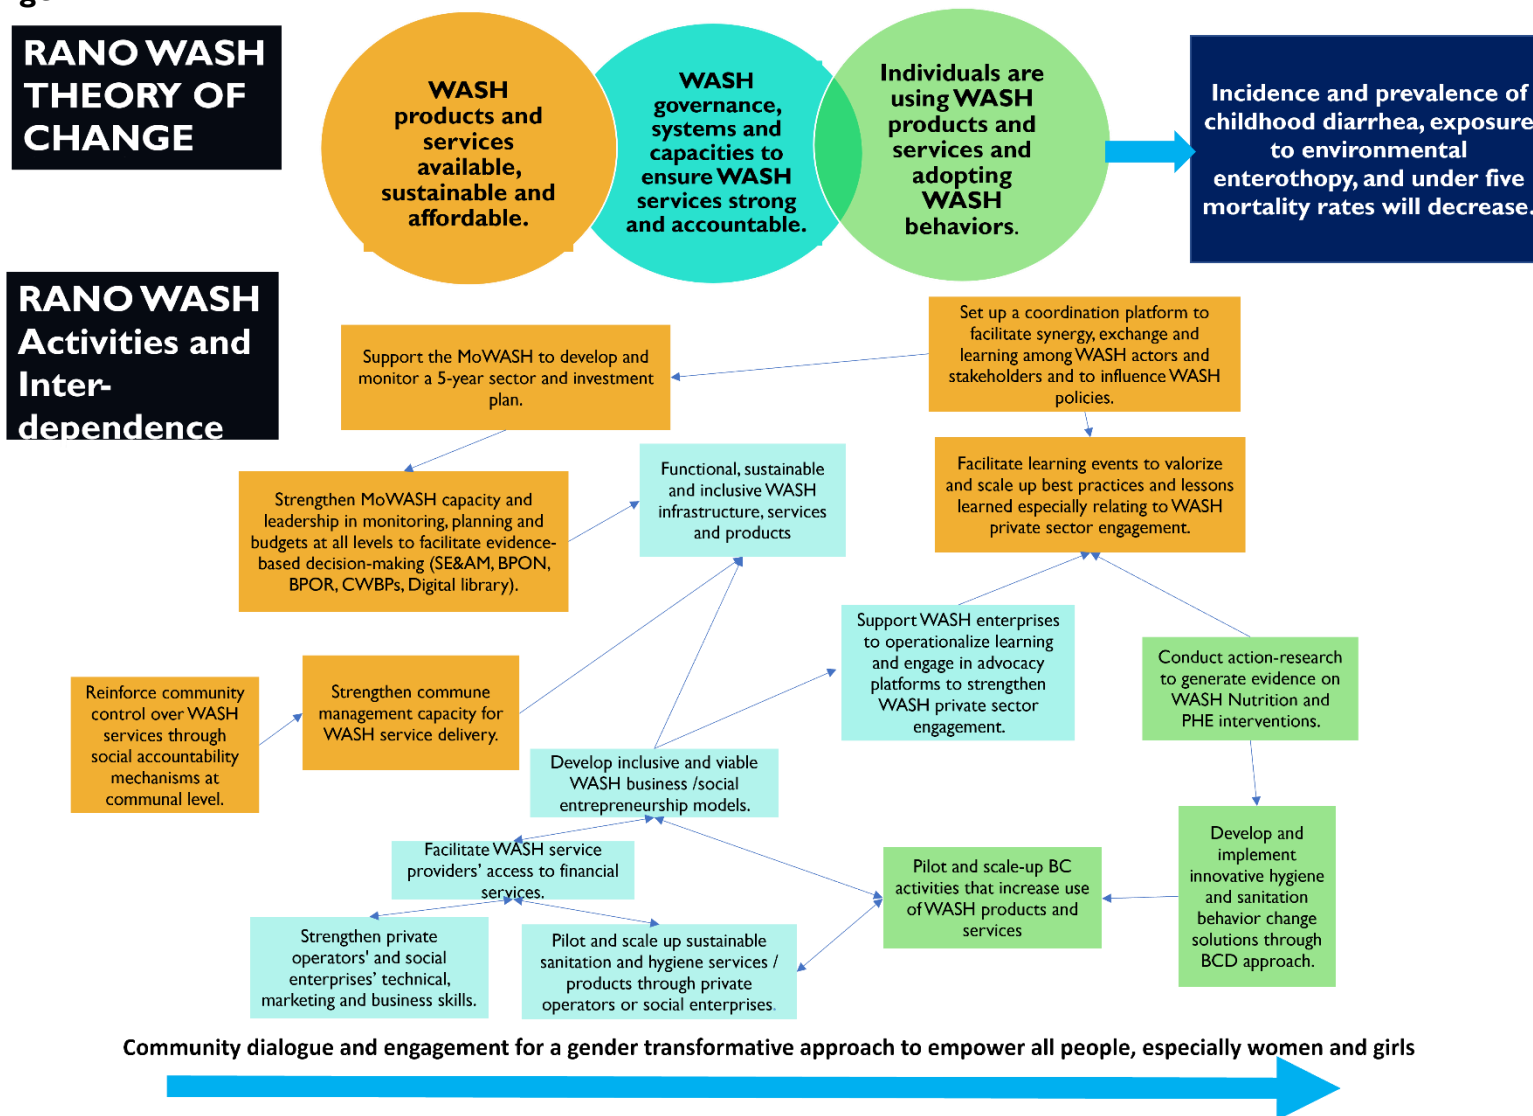 RANO WASH
THEORY OF
CHANGE
WASH
products and
services
available,
sustainable and
affordable.
WASH
governance,
systems and
capacities to
ensure WASH
services strong
and accountable.
Individuals are
using WASH
products and
services and
adopting
WASH
behaviors.
Incidence and prevalence of
childhood diarrhea, exposure
to environmental
enterothopy, and under five
mortality rates will decrease.
RANO WASH
Activities and
Inter-
dependence
Support the MoWASH to develop and
monitor a 5-year sector and investment
plan.
Set up a coordination platform to
facilitate synergy, exchange and
learning among WASH actors and
stakeholders and to influence WASH
policies.
Strengthen MoWASH capacity and
leadership in monitoring, planning and
budgets at all levels to facilitate evidence-
based decision-making (SE&AM, BPON,
BPOR, CWBPs, Digital library).
Functional, sustainable
and inclusive WASH
infrastructure, services
and products
Facilitate learning events to valorize
and scale up best practices and lessons
learned especially relating to WASH
private sector engagement.
Reinforce community
control over WASH
services through
social accountability
mechanisms at
communal level.
Strengthen commune
management capacity for
WASH service delivery.
Support WASH enterprises
to operationalize learning
and engage in advocacy
platforms to strengthen
WASH private sector
engagement.
Conduct action-research
to generate evidence on
WASH Nutrition and
PHE interventions.
Develop inclusive and viable
WASH business /social
entrepreneurship models.
Facilitate WASH service
providers' access to financial
services.
Pilot and scale-up BC
activities that increase use
of WASH products and
services
Develop and
implement
innovative hygiene
and sanitation
behavior change
solutions through
BCD approach.
Strengthen private
operators' and social
enterprises' technical,
marketing and business skills.
Pilot and scale up sustainable
sanitation and hygiene services /
products through private
operators or social enterprises.
Community dialogue and engagement for a gender transformative approach to empower all people, especially women and girls